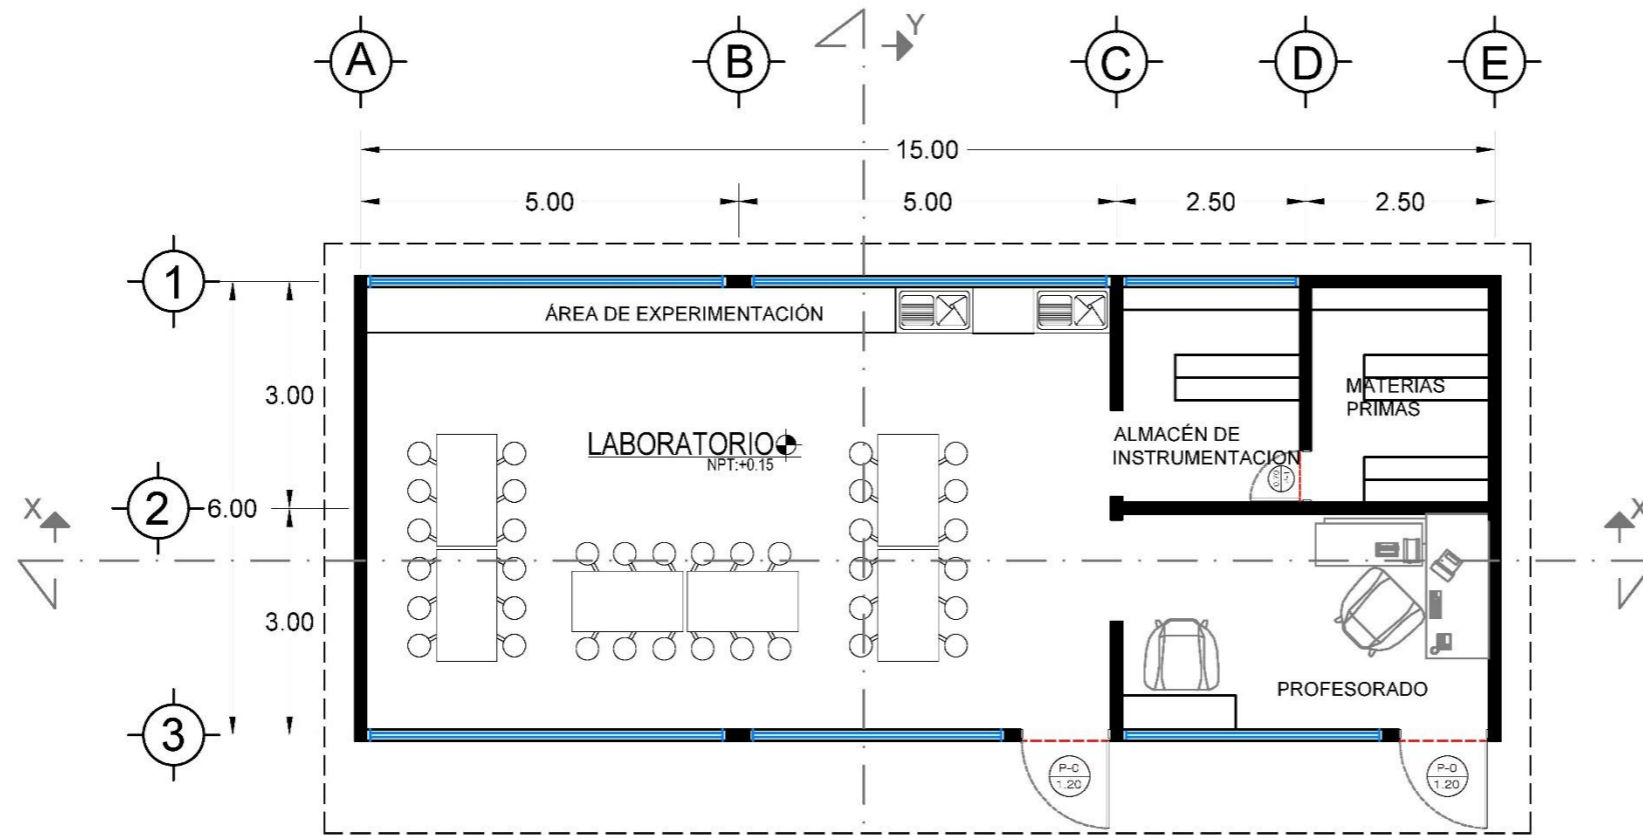 A B C D E
Y
15.00
5.00 5.00 2.50 2.50
1
ÁREA DE EXPERIMENTACIÓN
3.00
MATERIAS
PRIMAS
LABORATORIO
NPT:+0.15
ALMACÉN DE
INSTRUMENTACION
X
2
6.00
X
3.00
PROFESORADO
3
P-C
1.20
P-0
1.20